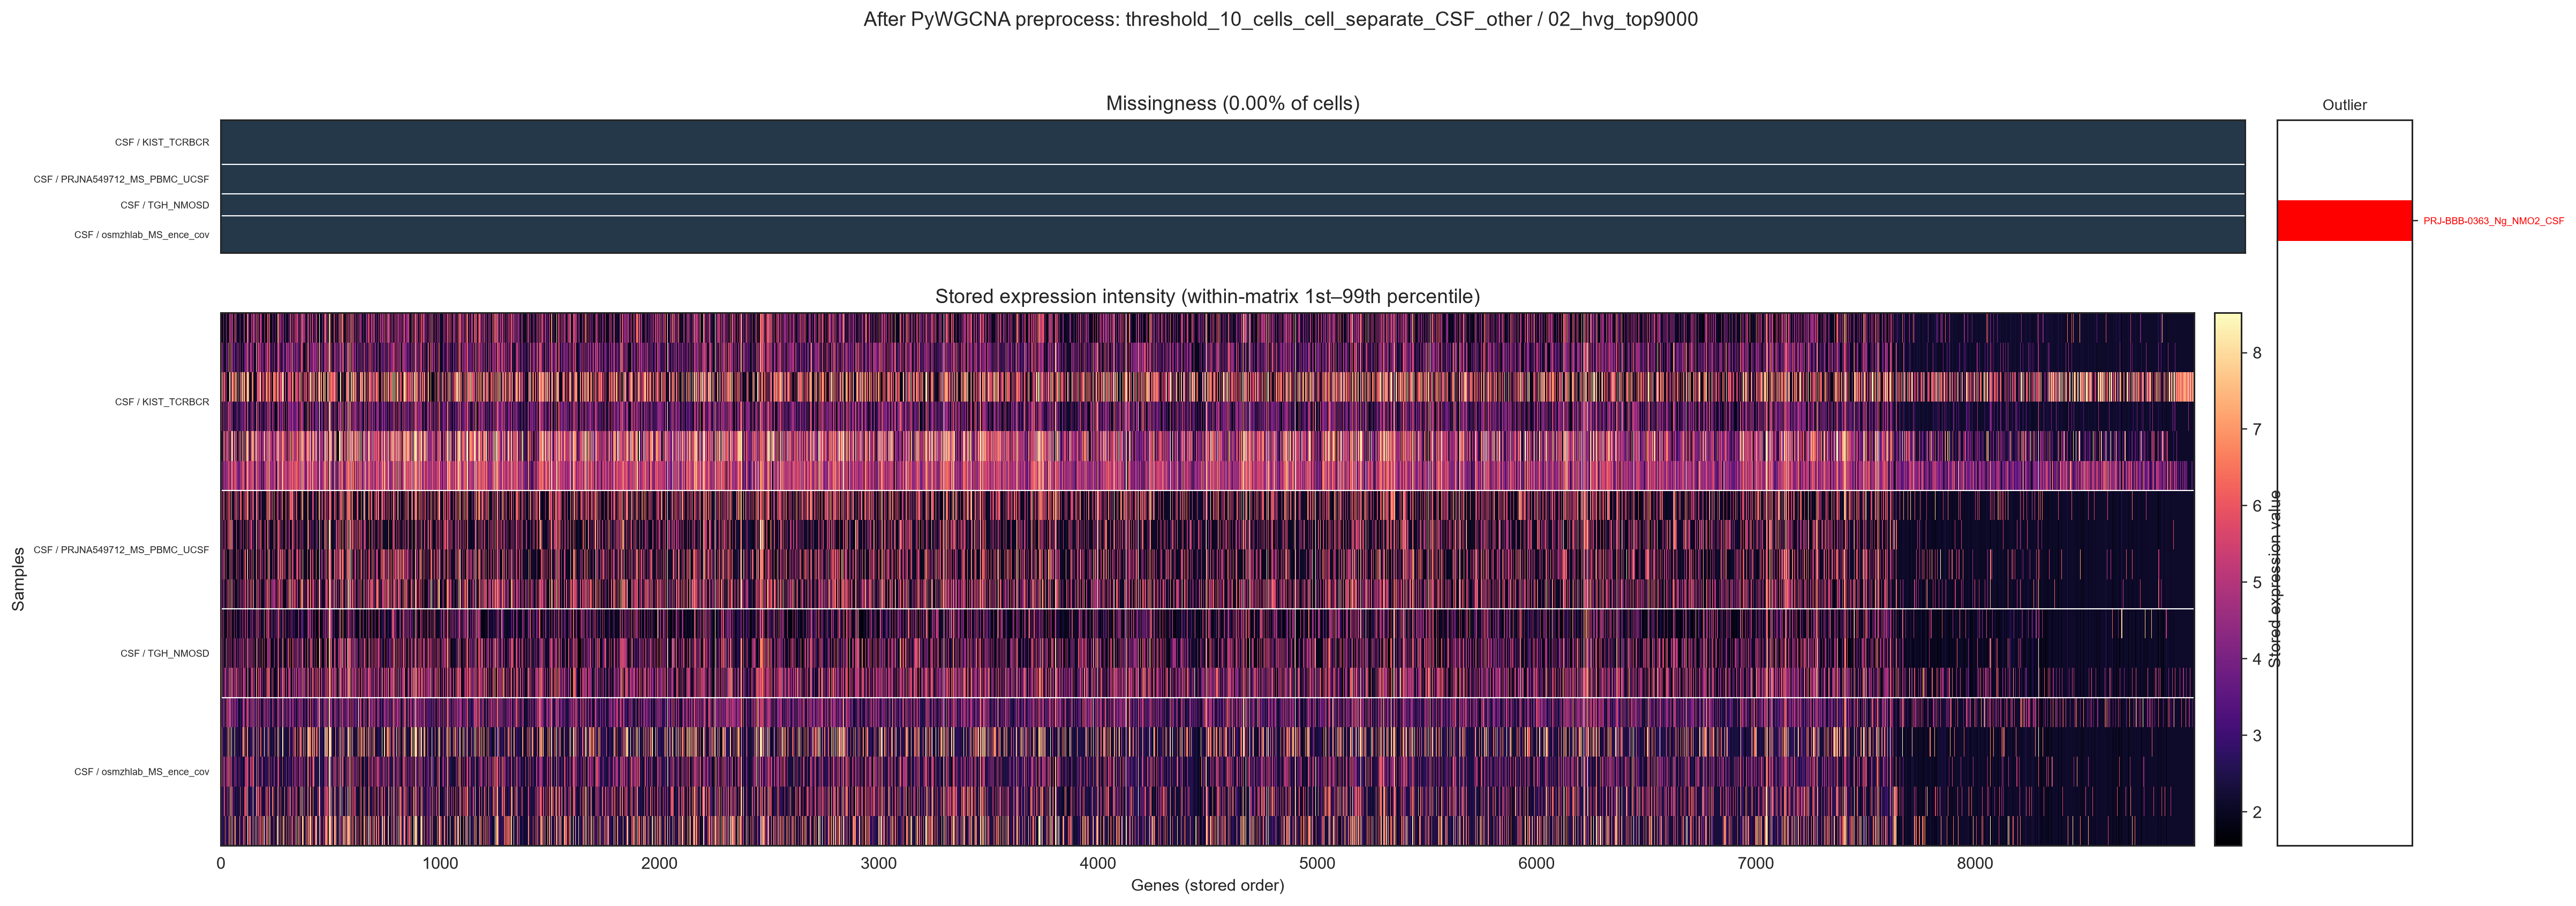 After PyWGCNA preprocess: threshold_10_cells_cell_separate_CSF_other / 02_hvg_top9000
Missingness (0.00% of cells)
Outlier
CSF / KIST_TCRBCR
CSF / PRJNA549712_MS_PBMC_UCSF
CSF / TGH_NMOSD
CSF / osmzhlab_MS_ence_cov
PRJ-BBB-0363_Ng_NMO2_CSF
Stored expression intensity (within-matrix 1st–99th percentile)
Samples
CSF / KIST_TCRBCR
CSF / PRJNA549712_MS_PBMC_UCSF
CSF / TGH_NMOSD
CSF / osmzhlab_MS_ence_cov
8
7
6
5
4
3
2
Stored expression value
0 1000 2000 3000 4000 5000 6000 7000 8000
Genes (stored order)